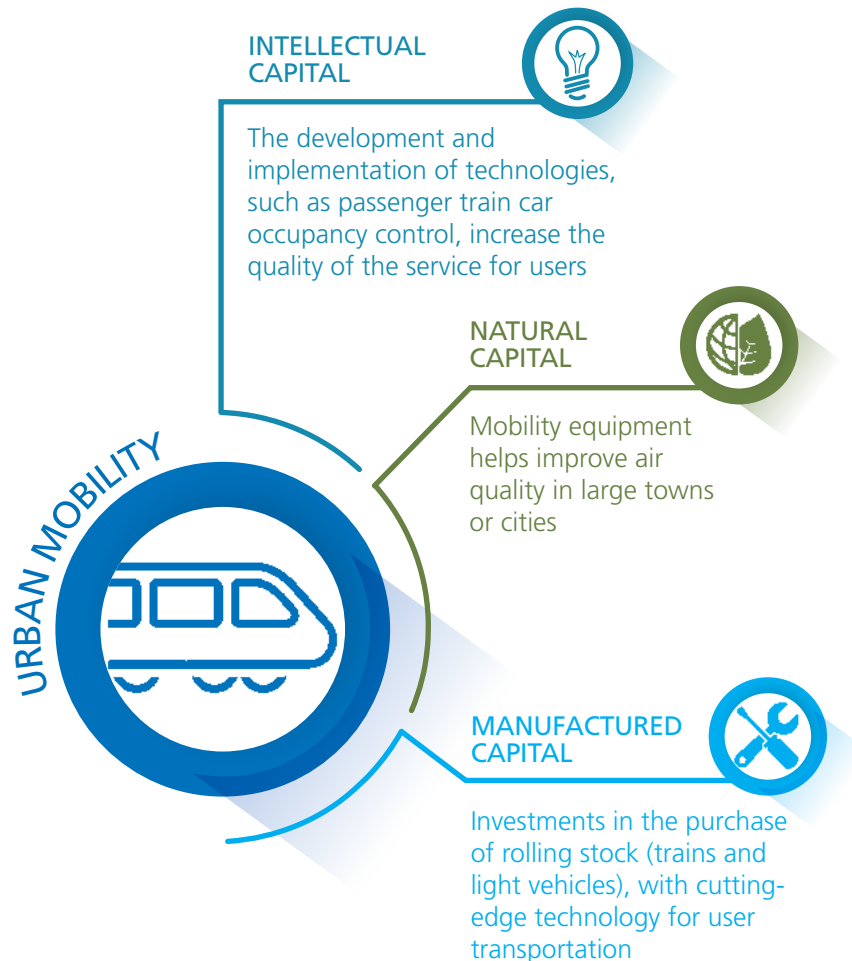 INTELLECTUAL
CAPITAL
The development and
implementation of technologies,
such as passenger train car
occupancy control, increase the
quality of the service for users
NATURAL
CAPITAL
Mobility equipment
helps improve air
quality in large towns
or cities
URBAN MOBILITY
MANUFACTURED
CAPITAL
Investments in the purchase
of rolling stock (trains and
light vehicles), with cutting-
edge technology for user
transportation